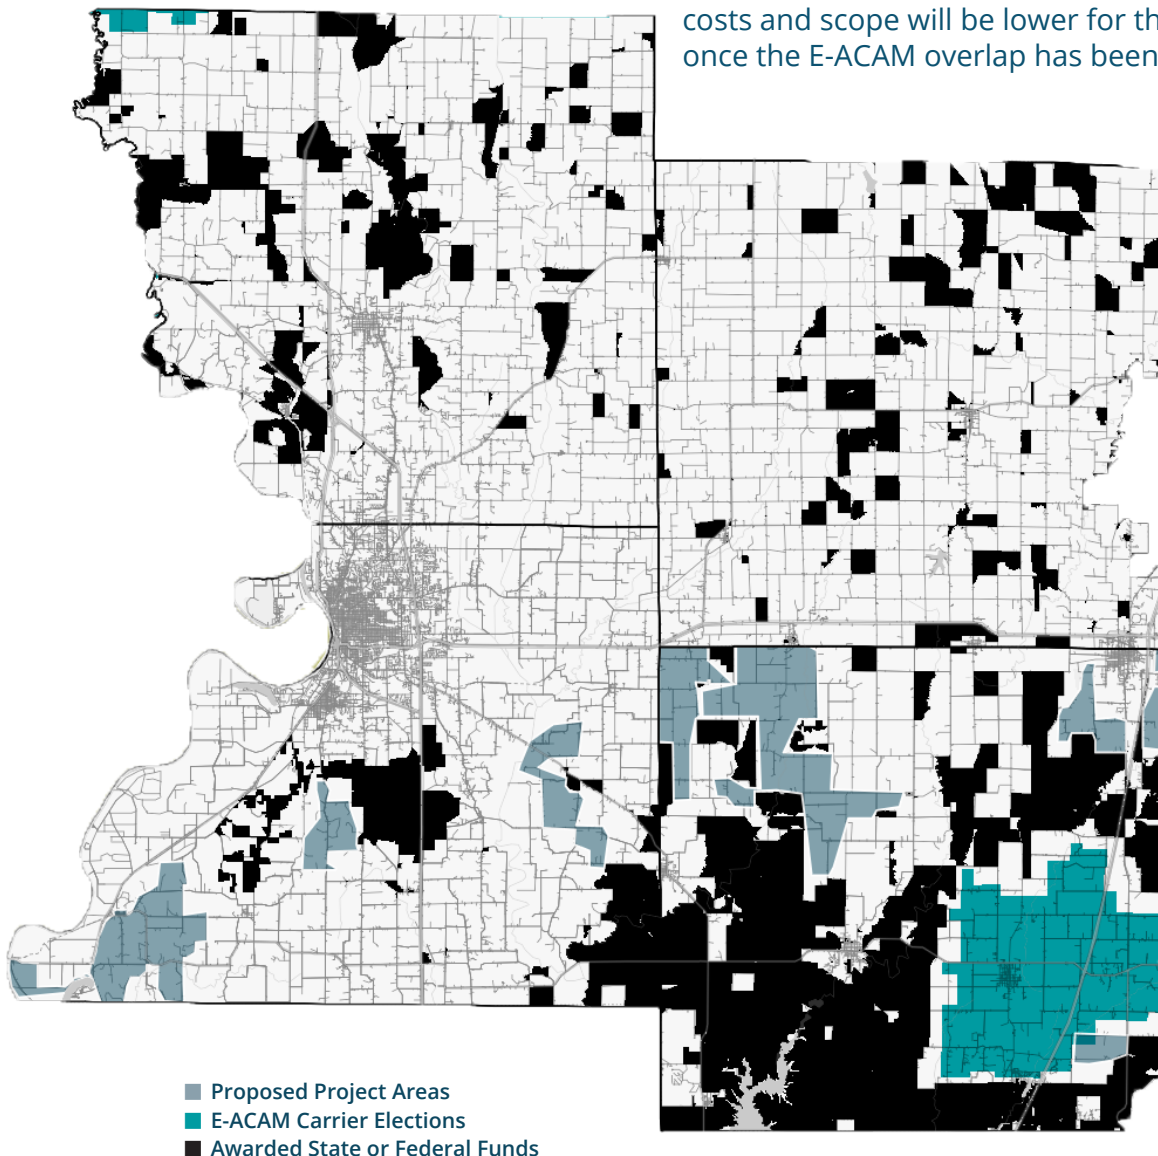 costs and scope will be lower for th
once the E-ACAM overlap has been
Proposed Project Areas
E-ACAM Carrier Elections
Awarded State or Federal Funds